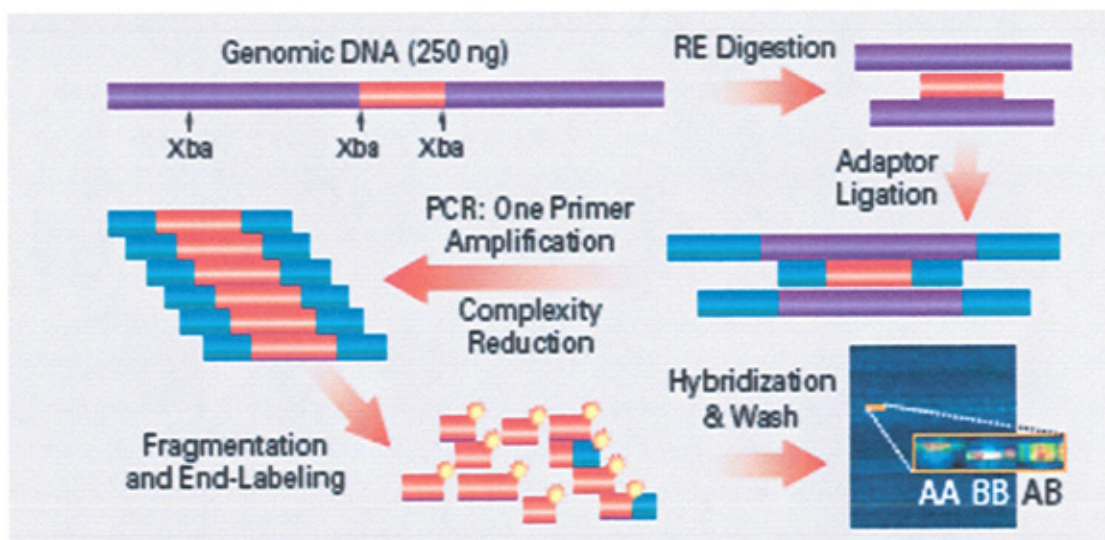 Genomic DNA (250 ng)
RE Digestion
Xba
Xba
Xba
Adaptor
Ligation
PCR: One Primer
Amplification
Complexity
Reduction
Fragmentation
and End-Labeling
Hybridization
& Wash
AA BB AB